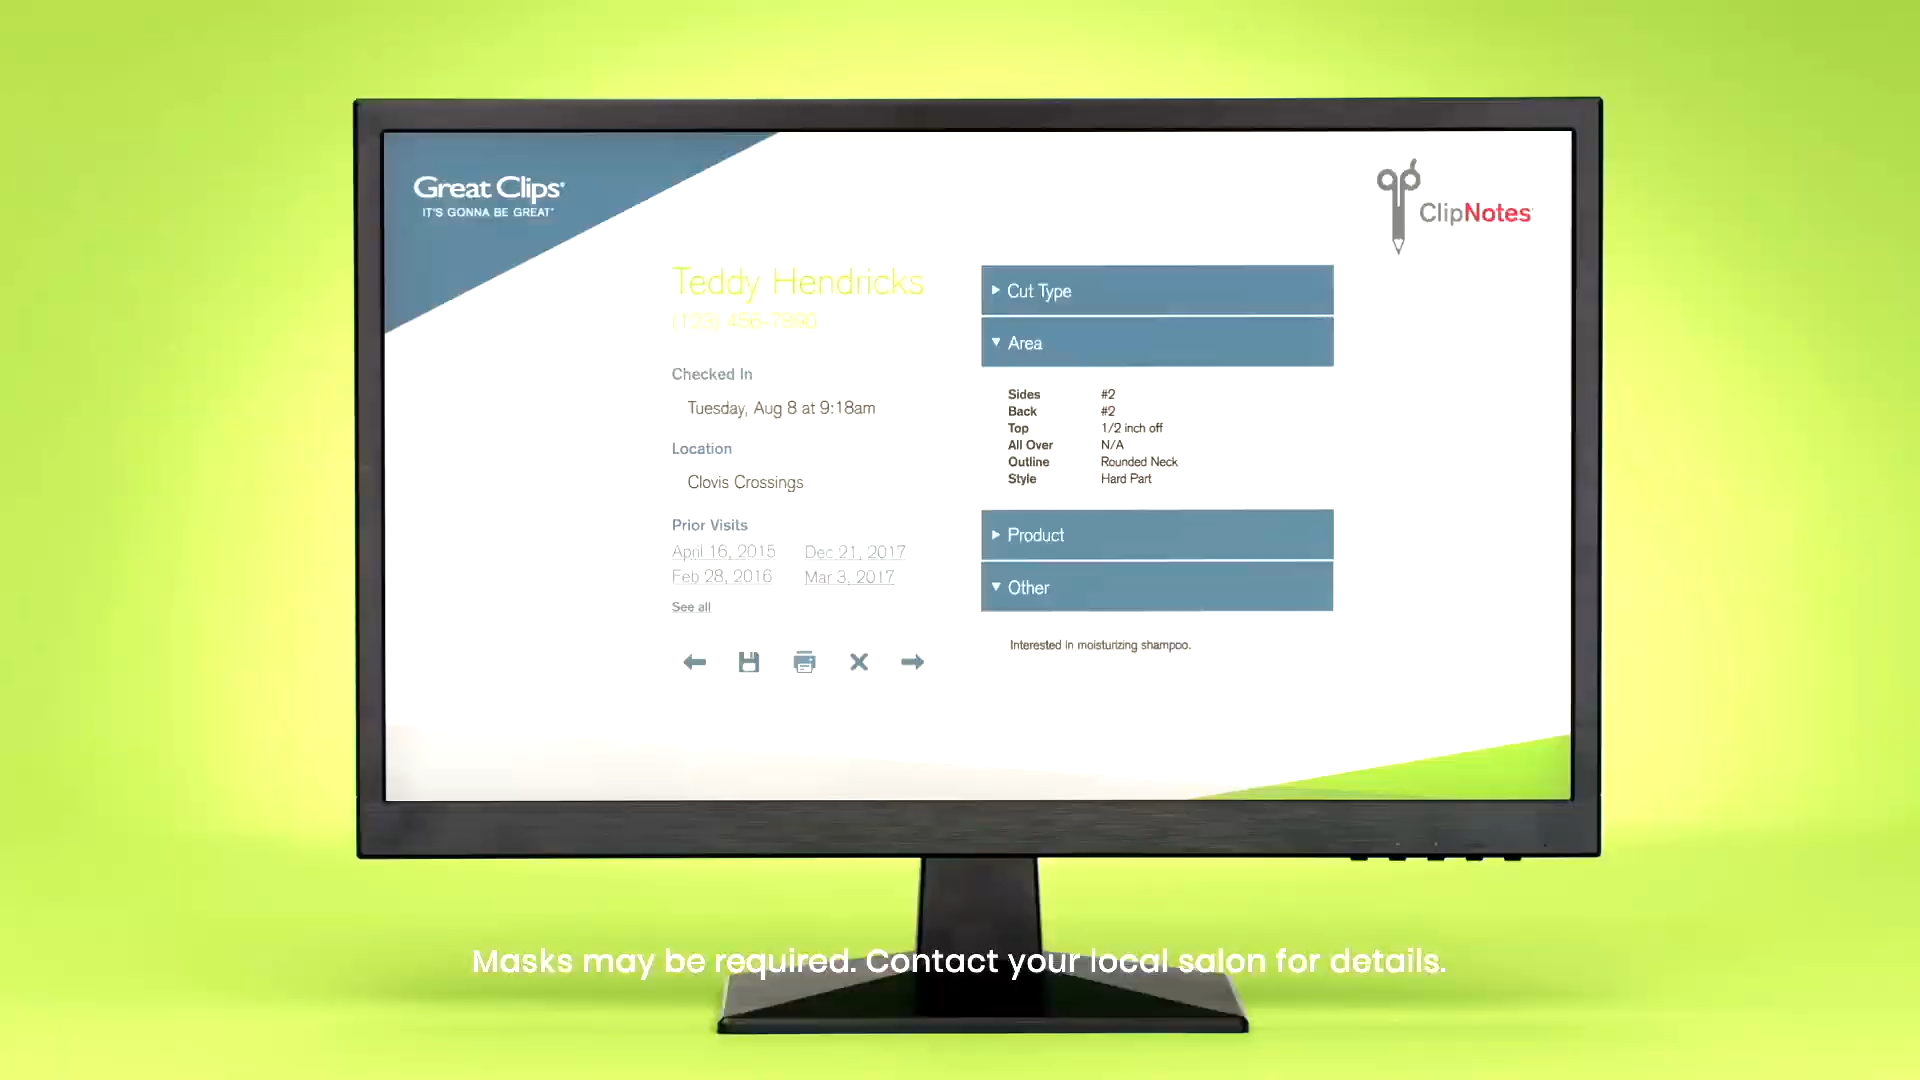 Great Clips®
IT'S GONNA BE GREAT®
ClipNotes
Teddy Hendricks
(123) 456-7890
Checked In
Tuesday, Aug 8 at 9:18am
Location
Clovis Crossings
Prior Visits
April 16, 2015 Dec 21, 2017
Feb 28, 2016 Mar 3, 2017
See all
Cut Type
Area
Sides #2
Back #2
Top 1/2 inch off
All Over N/A
Outline Rounded Neck
Style Hard Part
Product
Other
Interested in moisturizing shampoo.
Masks may be required. Contact your local salon for details.